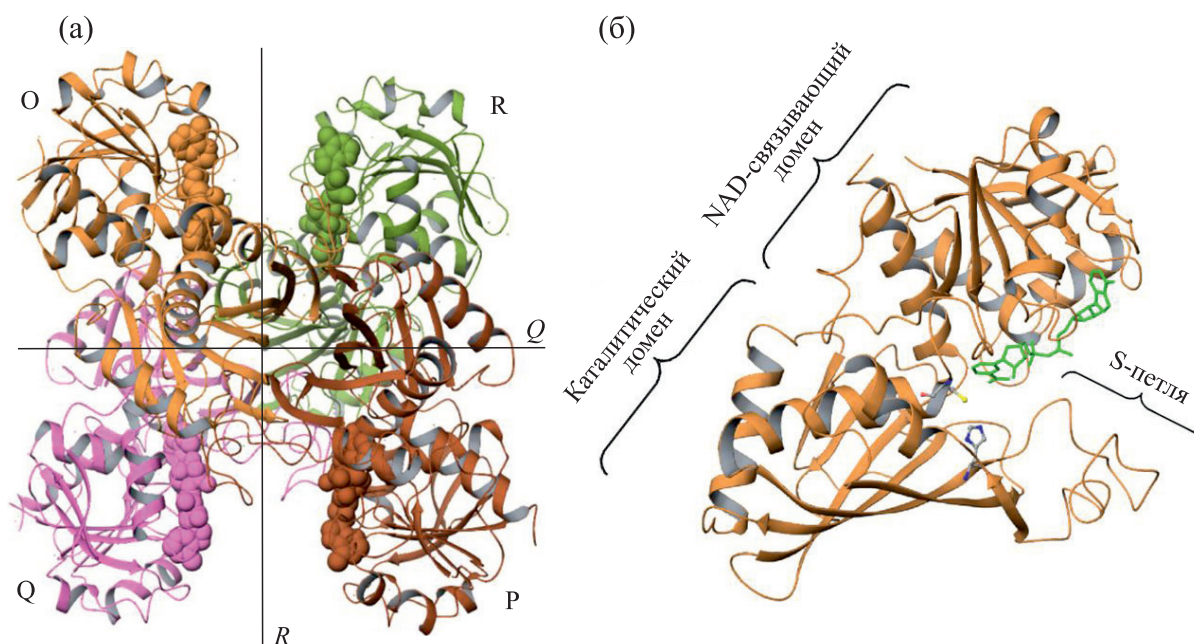 (а)
O
R
Q
Q
P
R
(б)
NAD-связывающий
домен
Каталитический
домен
S-петля